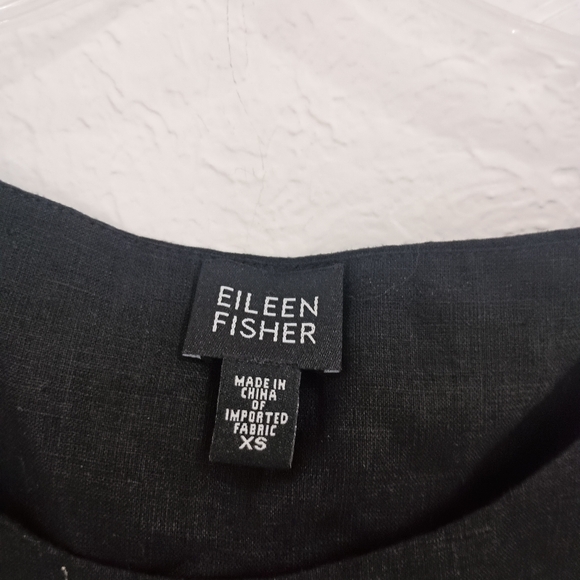 EILEEN
FISHER
MADE IN
CHINA
OF
IMPORTED
FABRIC
XS